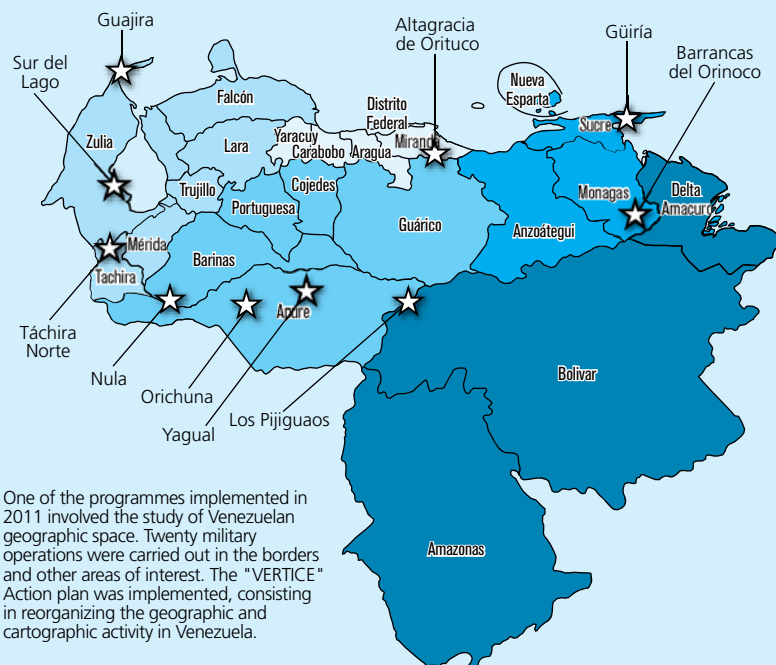 Guajira
Altagracia
de Orituco
Güiría
Barrancas
del Orinoco
Sur del
Lago
Nueva
Esparta
Falcón
Distrito
Federal
Zulia
Lara
Yaracuy
Carabobo
Aragua
Miranda
Sucre
Trujillo
Cojedes
Portuguesa
Monagas
Delta
Amacuro
Guárico
Anzoátegui
Mérida
Barinas
Tachira
Apure
Táchira
Norte
Nula
Orichuna
Yagual
Los Pijiguaos
Bolivar
Amazonas
One of the programmes implemented in
2011 involved the study of Venezuelan
geographic space. Twenty military
operations were carried out in the borders
and other areas of interest. The "VERTICE"
Action plan was implemented, consisting
in reorganizing the geographic and
cartographic activity in Venezuela.